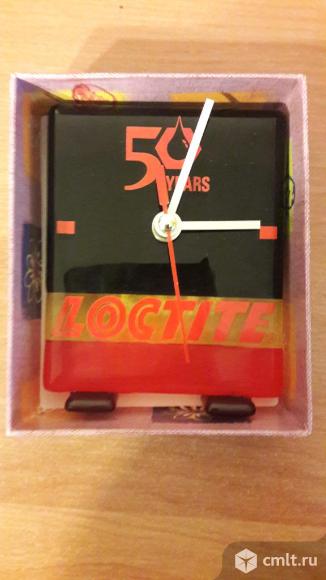 50
YEARS
LOCTITE
cmlt.ru